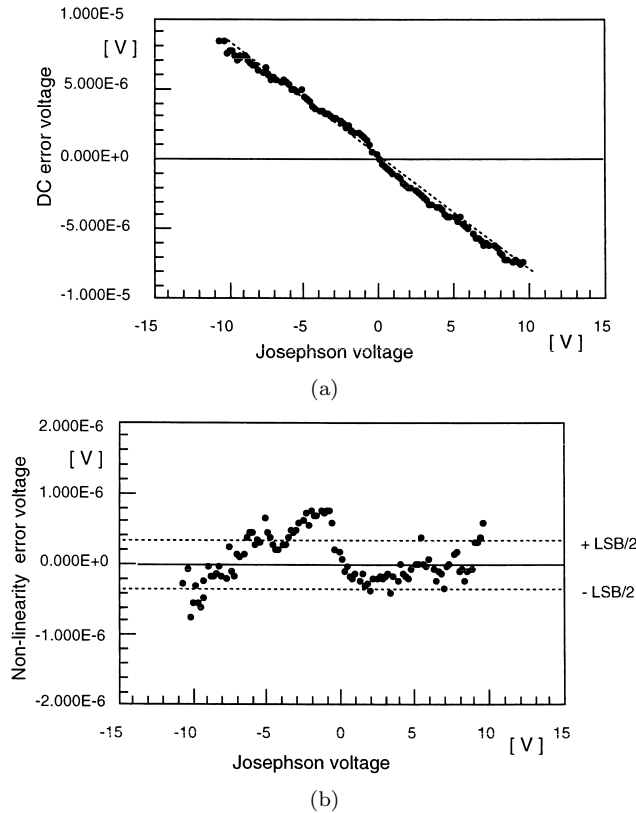 1.000E-5
[ V ]
5.000E-6
0.000E+0
-5.000E-6
-1.000E-5
DC error voltage
-15 -10 -5 0 5 10 15
Josephson voltage [ V ]
(a)
2.000E-6
[ V ]
1.000E-6
0.000E+0
-1.000E-6
-2.000E-6
Non-linearity error voltage
+ LSB/2
- LSB/2
-15 -10 -5 0 5 10 15
Josephson voltage [ V ]
(b)